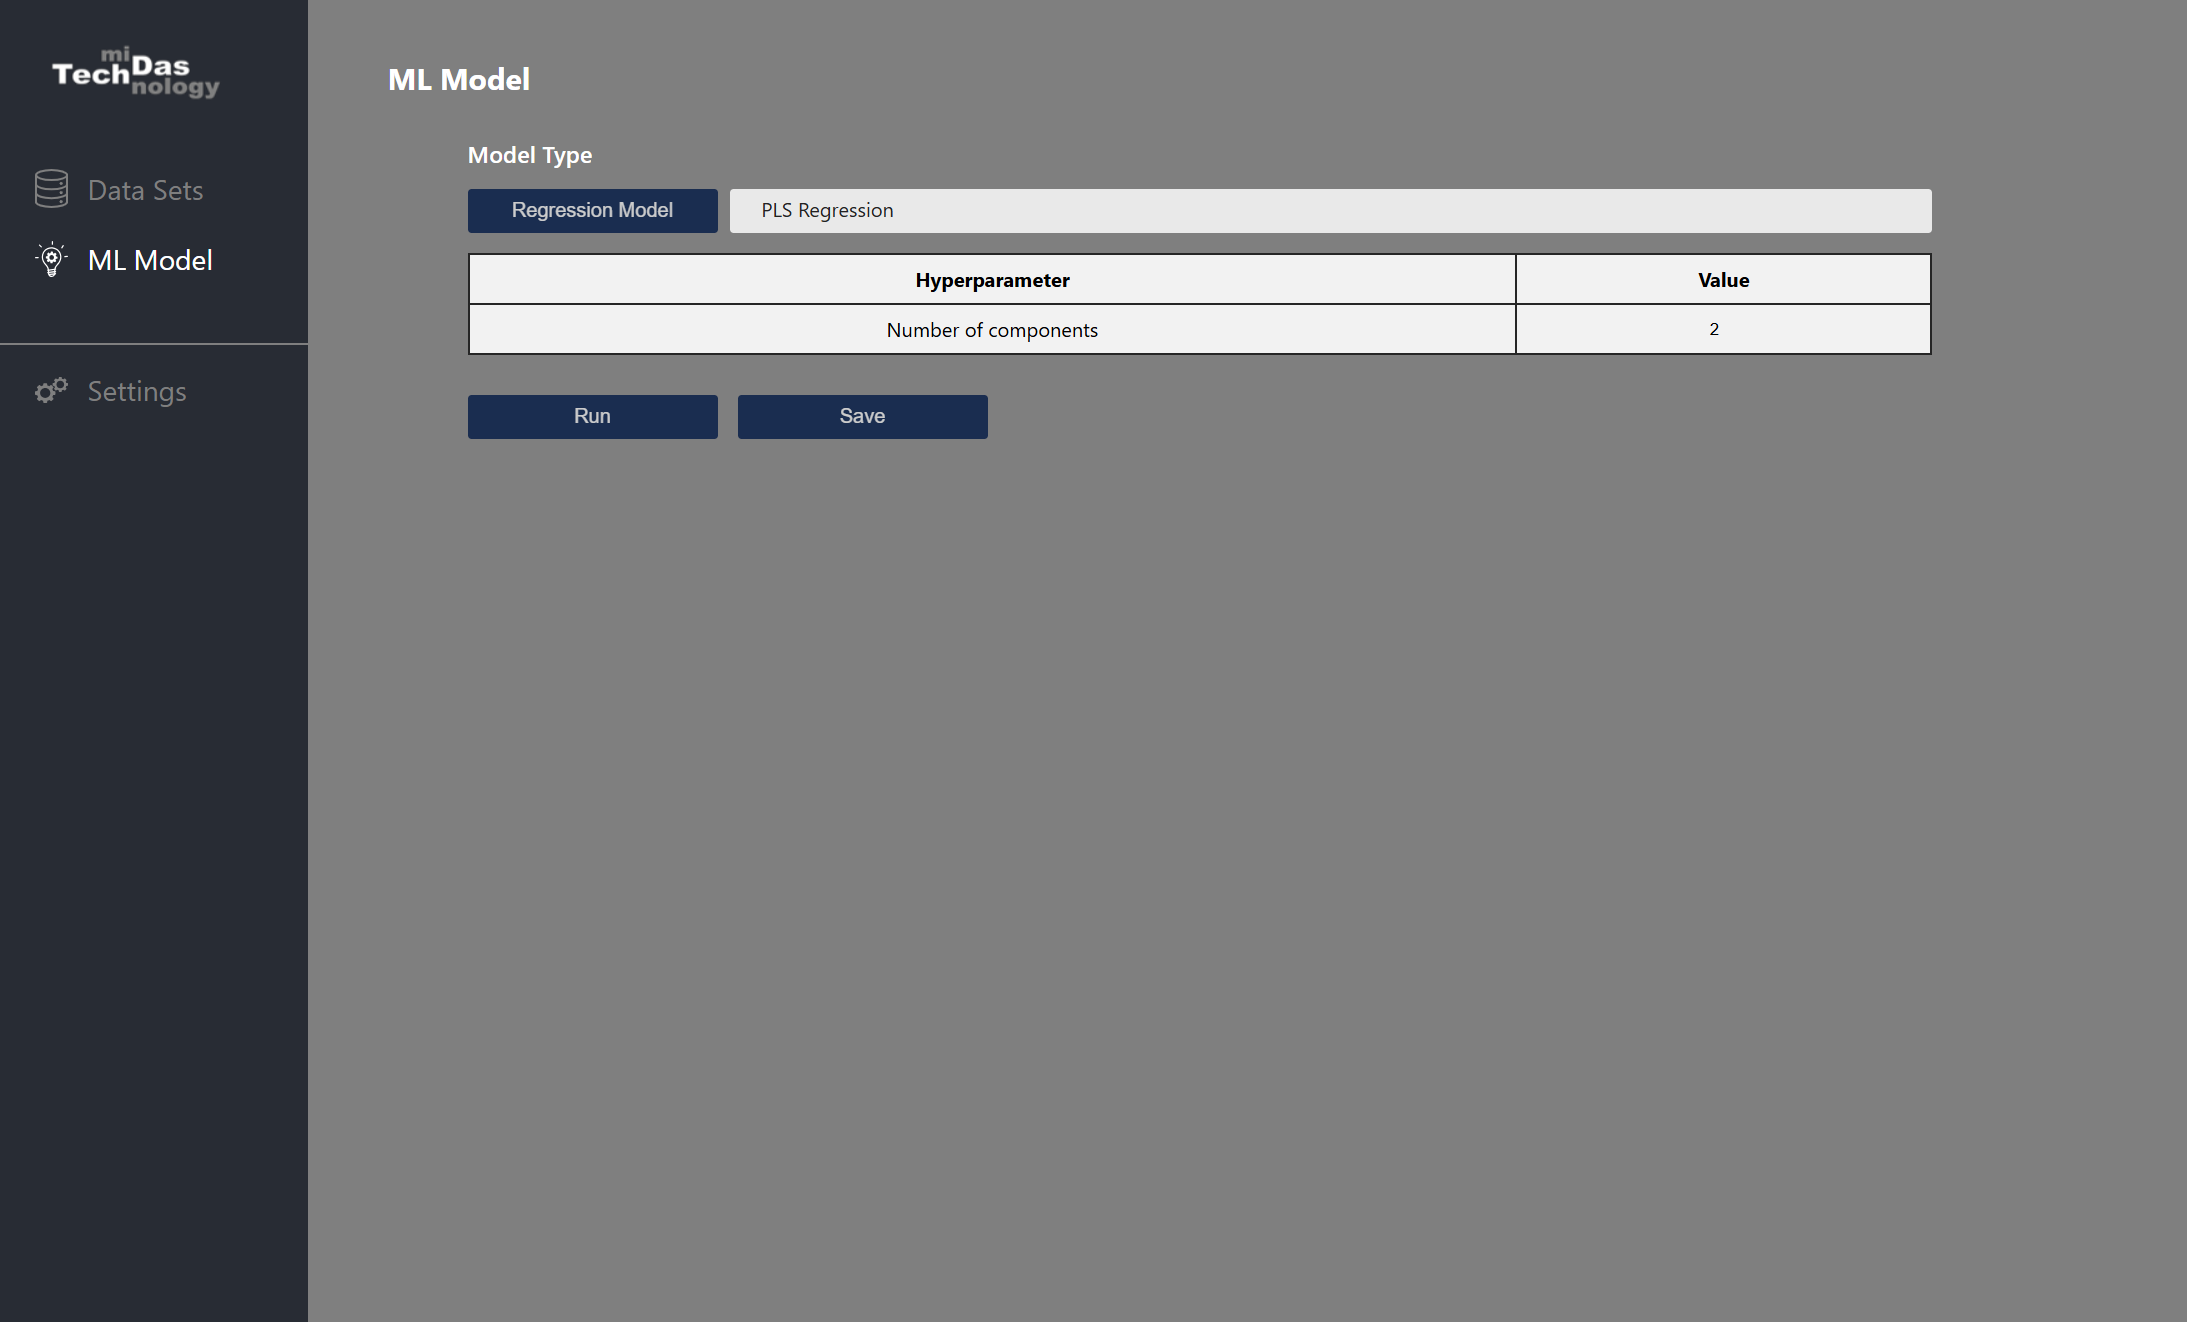 mi
TechDas
nology
Data Sets
ML Model
Settings
ML Model
Model Type
Regression Model
PLS Regression
Hyperparameter Value
Number of components 2
Run
Save